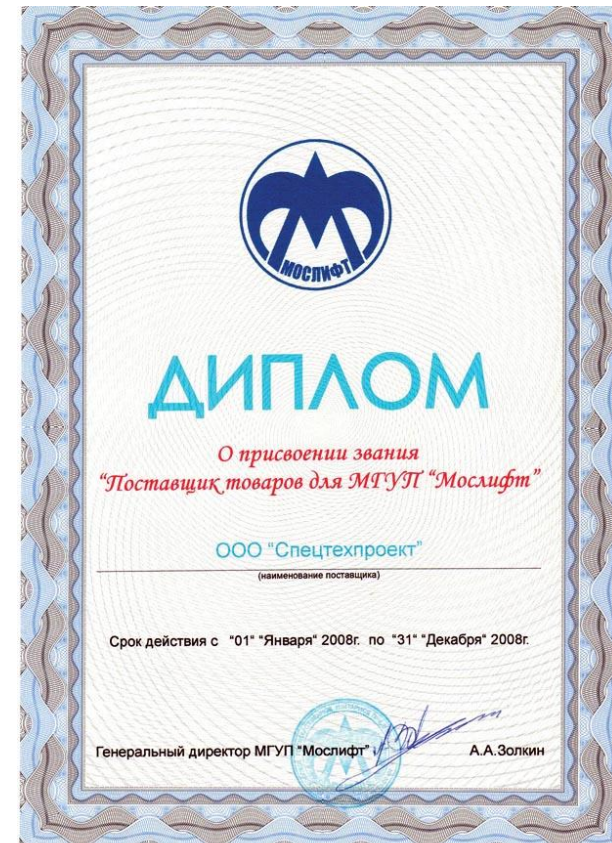 МОСЛИФТ
ДИПЛОМ
О присвоении звания
“Поставщик товаров для МГУП “Мослифт”
ООО “Спецтехпроект”
(наименование поставщика)
Срок действия с “01“ “Января“ 2008г. по “31“ “Декабря“ 2008г.
Генеральный директор МГУП “Мослифт” А.А.Золкин